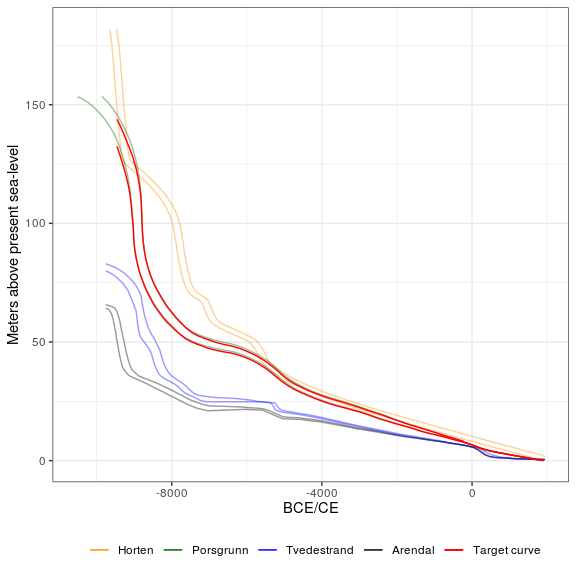 Meters above present sea-level
150
100
50
0
-8000 -4000 0
BCE/CE
Horten Porsgrunn Tvedestrand Arendal Target curve